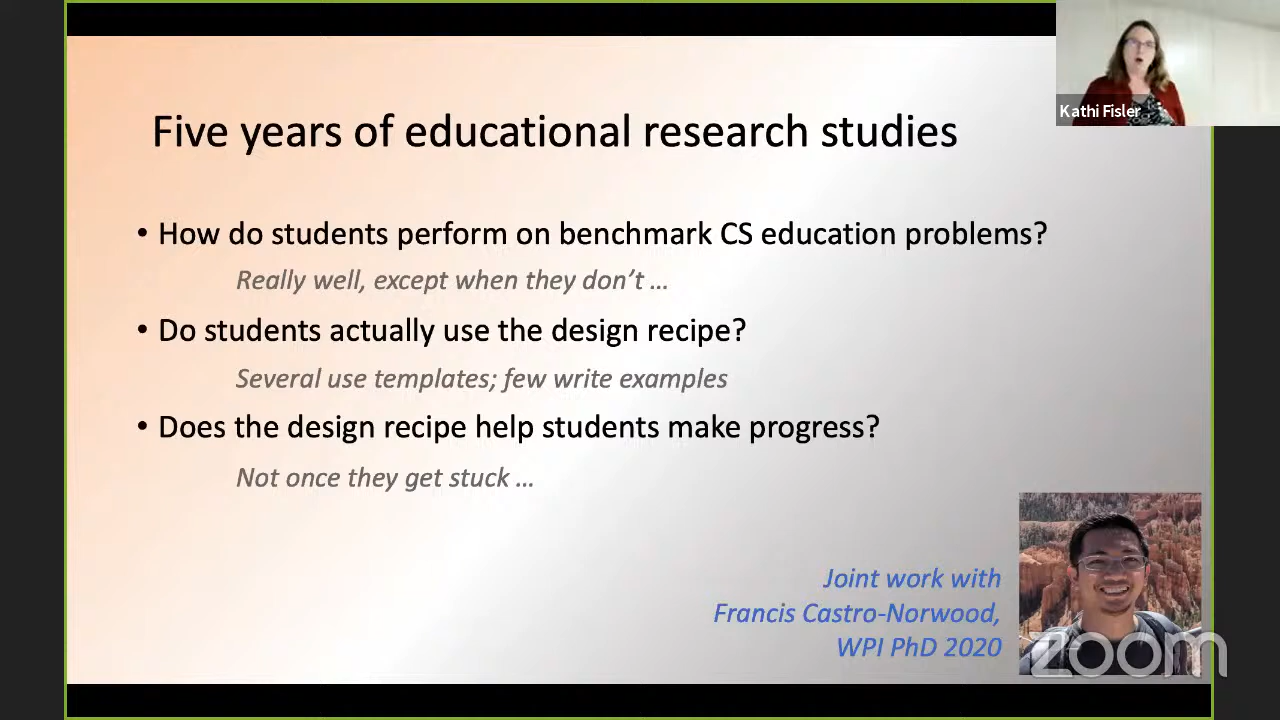 Kathi Fisler
Five years of educational research studies
• How do students perform on benchmark CS education problems?
Really well, except when they don’t …
• Do students actually use the design recipe?
Several use templates; few write examples
• Does the design recipe help students make progress?
Not once they get stuck …
Joint work with
Francis Castro-Norwood,
WPI PhD 2020
zoom